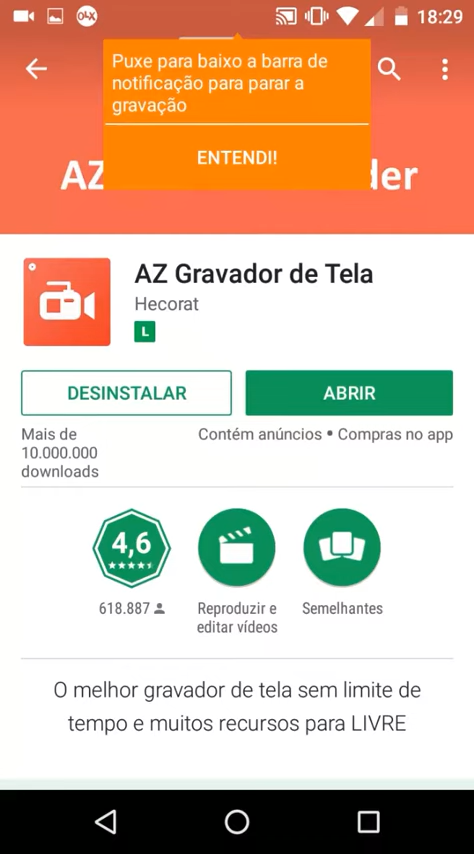 OLX
18:29
Puxe para baixo a barra de
notificação para parar a
gravação
ENTENDI!
AZ der
AZ Gravador de Tela
Hecorat
L
DESINSTALAR
ABRIR
Mais de
10.000.000
downloads
Contém anúncios • Compras no app
4,6
618.887
Reproduzir e
editar vídeos
Semelhantes
O melhor gravador de tela sem limite de
tempo e muitos recursos para LIVRE